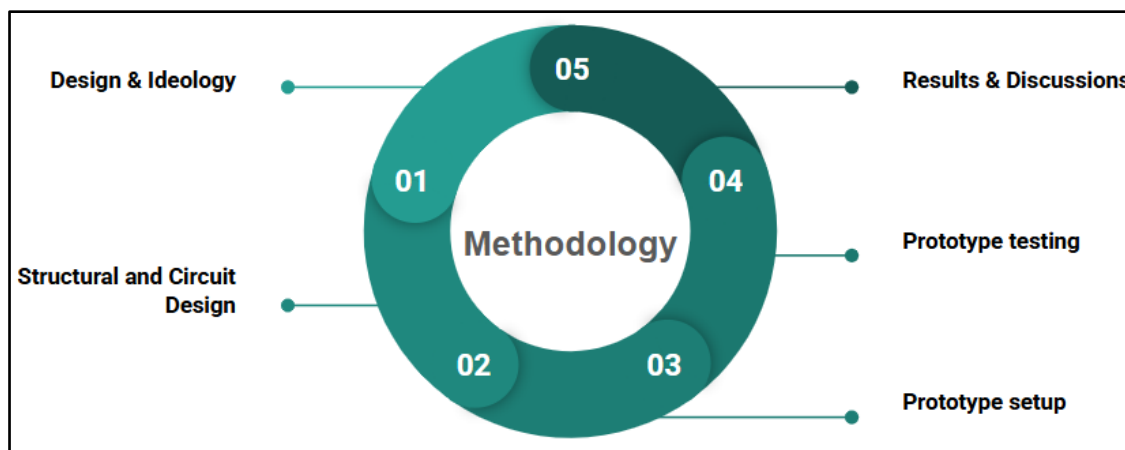 Design & Ideology
01
Structural and Circuit
Design
02
Methodology
03
Prototype setup
04
Prototype testing
05
Results & Discussions